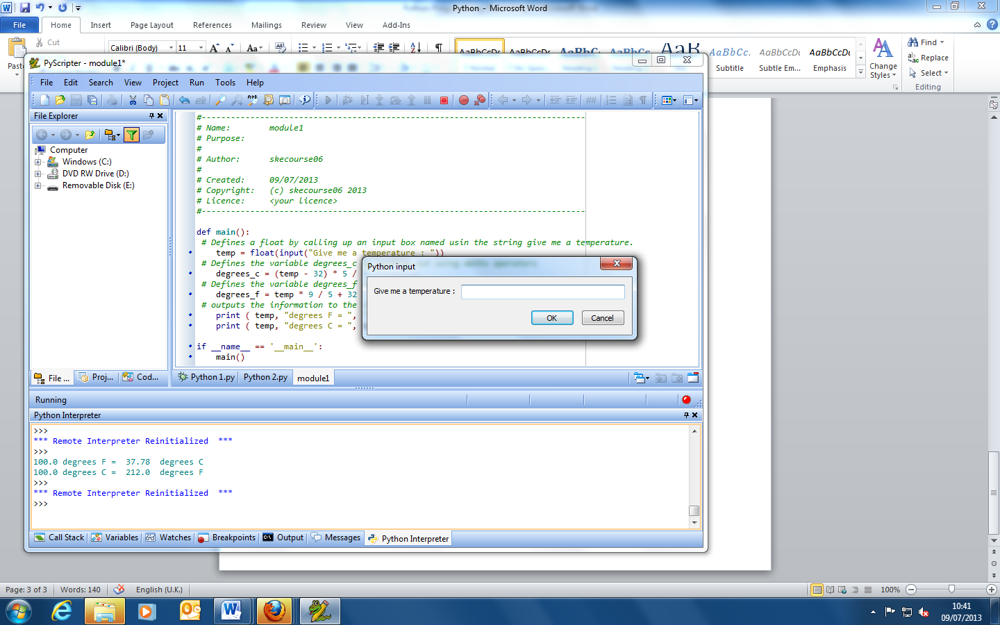 Python - Microsoft Word
File Home Insert Page Layout References Mailings Review View Add-Ins
Paste Cut Calibri (Body) 11 Aa
Subtitle Subtle Em... Emphasis
Change Styles
Find
Replace
Select
Editing
PyScripter - module1*
File Edit Search View Project Run Tools Help
File Explorer
Computer
Windows (C:)
DVD RW Drive (D:)
Removable Disk (E:)
File ... Proj... Cod...
#-------------------------------------------------------------------------------
# Name: module1
# Purpose:
#
# Author: skecourse06
#
# Created: 09/07/2013
# Copyright: (c) skecourse06 2013
# Licence: <your licence>
#-------------------------------------------------------------------------------
def main():
# Defines a float by calling up an input box named usin the string give me a temperature.
temp = float(input("Give me a temperature : "))
# Defines the variable degrees_c
degrees_c = (temp - 32) * 5 /
# Defines the variable degrees_f
degrees_f = temp * 9 / 5 + 32
# outputs the information to the
print ( temp, "degrees F = ",
print ( temp, "degrees C = ",
if __name__ == '__main__':
main()
Python input
Give me a temperature :
OK Cancel
Python 1.py Python 2.py module1
Running
Python Interpreter
>>>
*** Remote Interpreter Reinitialized ***
>>>
100.0 degrees F = 37.78 degrees C
100.0 degrees C = 212.0 degrees F
>>>
*** Remote Interpreter Reinitialized ***
>>>
Call Stack Variables Watches Breakpoints Output Messages Python Interpreter
Page: 3 of 3 Words: 140 English (U.K.) 100%
10:41
09/07/2013